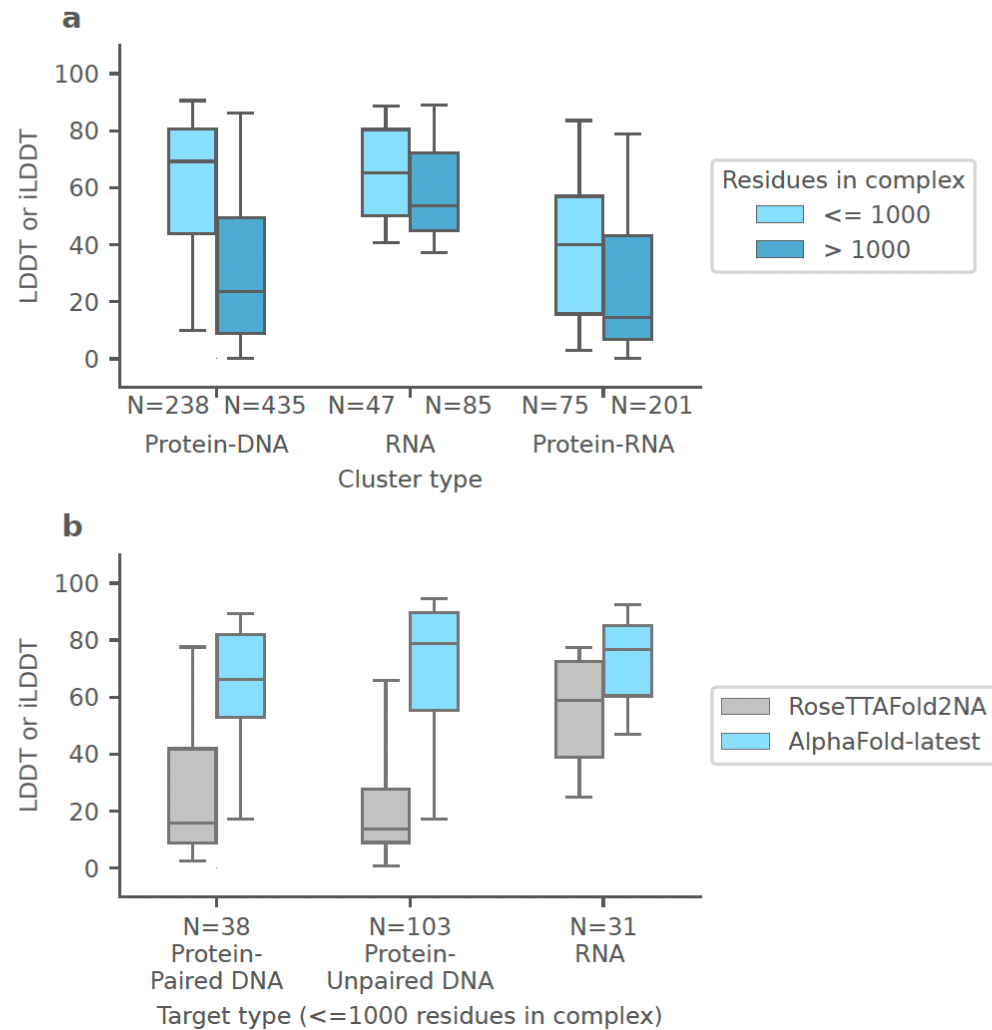 a
LDDT or iLDDT
100
80
60
40
20
0
N=238 N=435 N=47 N=85 N=75 N=201
Protein-DNA RNA Protein-RNA
Cluster type
Residues in complex
<= 1000
> 1000
b
LDDT or iLDDT
100
80
60
40
20
0
N=38 N=103 N=31
Protein- Protein- RNA
Paired DNA Unpaired DNA
Target type (<=1000 residues in complex)
RoseTTAFold2NA
AlphaFold-latest